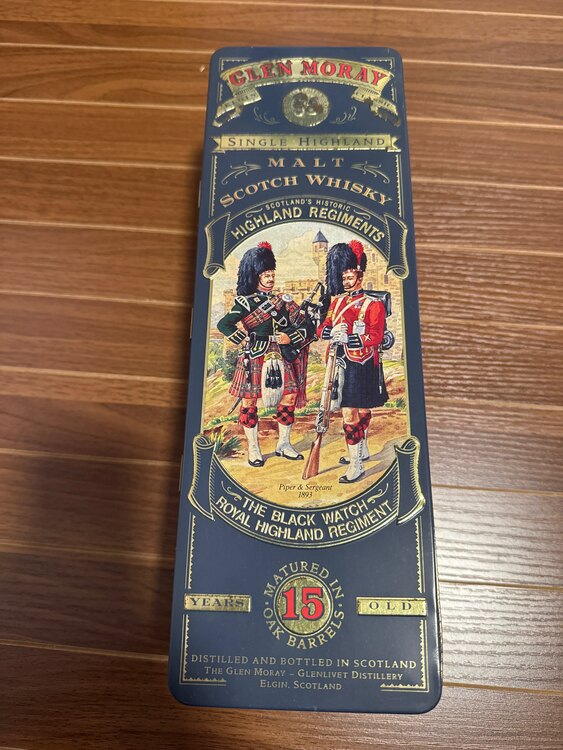 GLEN MORAY
SINGLE HIGHLAND
MALT
SCOTCH WHISKY
SCOTLAND'S HISTORIC
HIGHLAND REGIMENTS
Piper & Sergeant
1893
THE BLACK WATCH
ROYAL HIGHLAND REGIMENT
MATURED IN
YEARS 15 OLD
OAK BARRELS
DISTILLED AND BOTTLED IN SCOTLAND
THE GLEN MORAY – GLENLIVET DISTILLERY
ELGIN, SCOTLAND